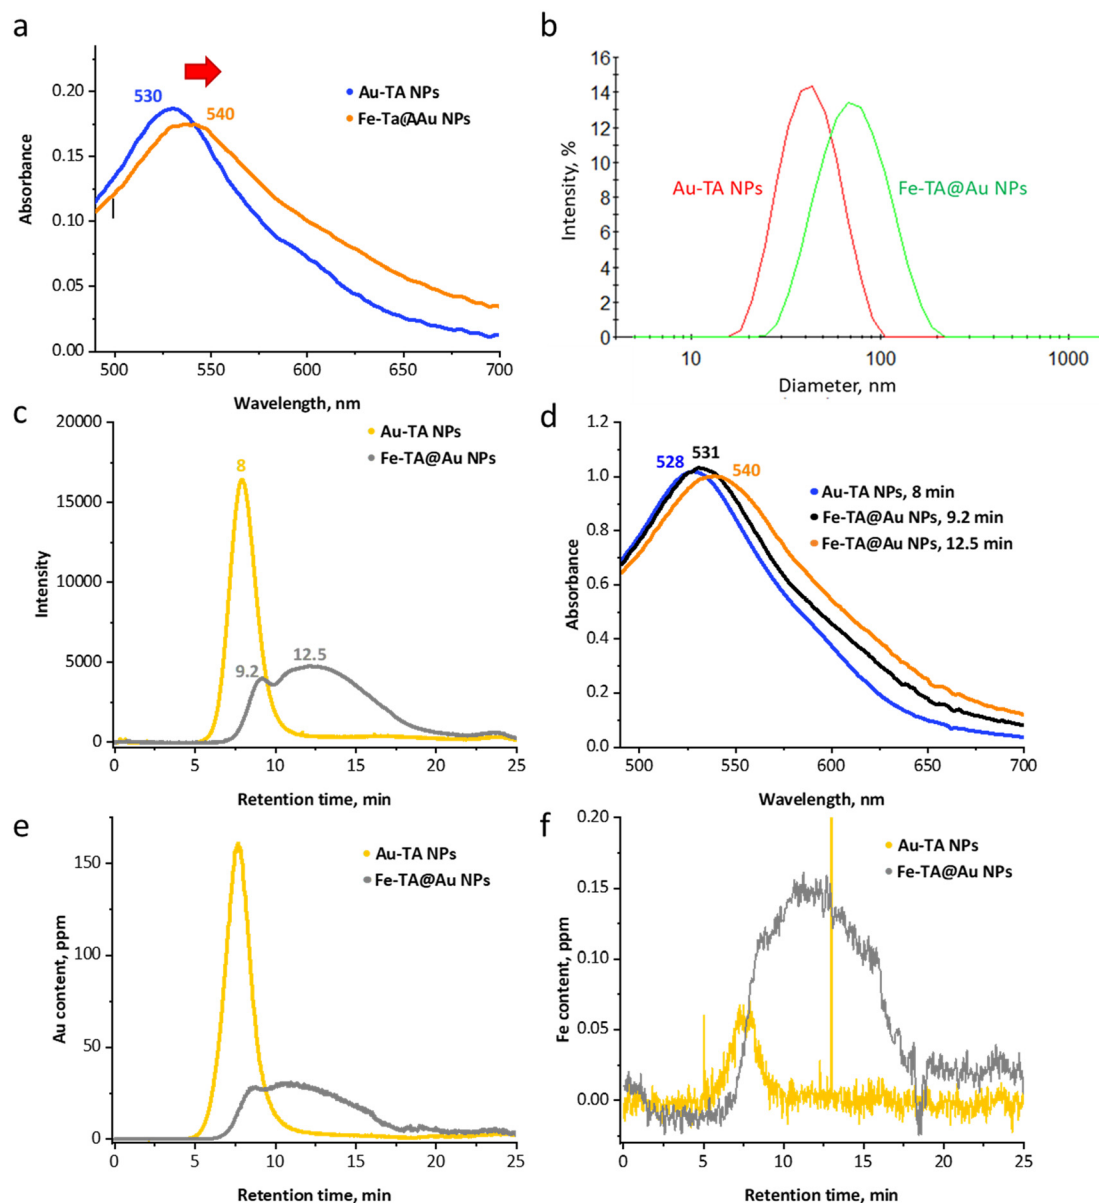 a
530
540
Au-TA NPs
Fe-Ta@AAu NPs
0.20
0.15
0.10
0.05
0.00
Absorbance
500 550 600 650 700
Wavelength, nm
b
16
14
12
10
8
6
4
2
0
Intensity, %
Au-TA NPs
Fe-TA@Au NPs
10 100 1000
Diameter, nm
c
20000
15000
10000
5000
0
Intensity
8
9.2
12.5
Au-TA NPs
Fe-TA@Au NPs
0 5 10 15 20 25
Retention time, min
d
1.2
1.0
0.8
0.6
0.4
0.2
0.0
Absorbance
528
531
540
Au-TA NPs, 8 min
Fe-TA@Au NPs, 9.2 min
Fe-TA@Au NPs, 12.5 min
500 550 600 650 700
Wavelength, nm
e
150
100
50
0
Au content, ppm
Au-TA NPs
Fe-TA@Au NPs
0 5 10 15 20 25
Retention time, min
f
0.20
0.15
0.10
0.05
0.00
Fe content, ppm
Au-TA NPs
Fe-TA@Au NPs
0 5 10 15 20 25
Retention time, min